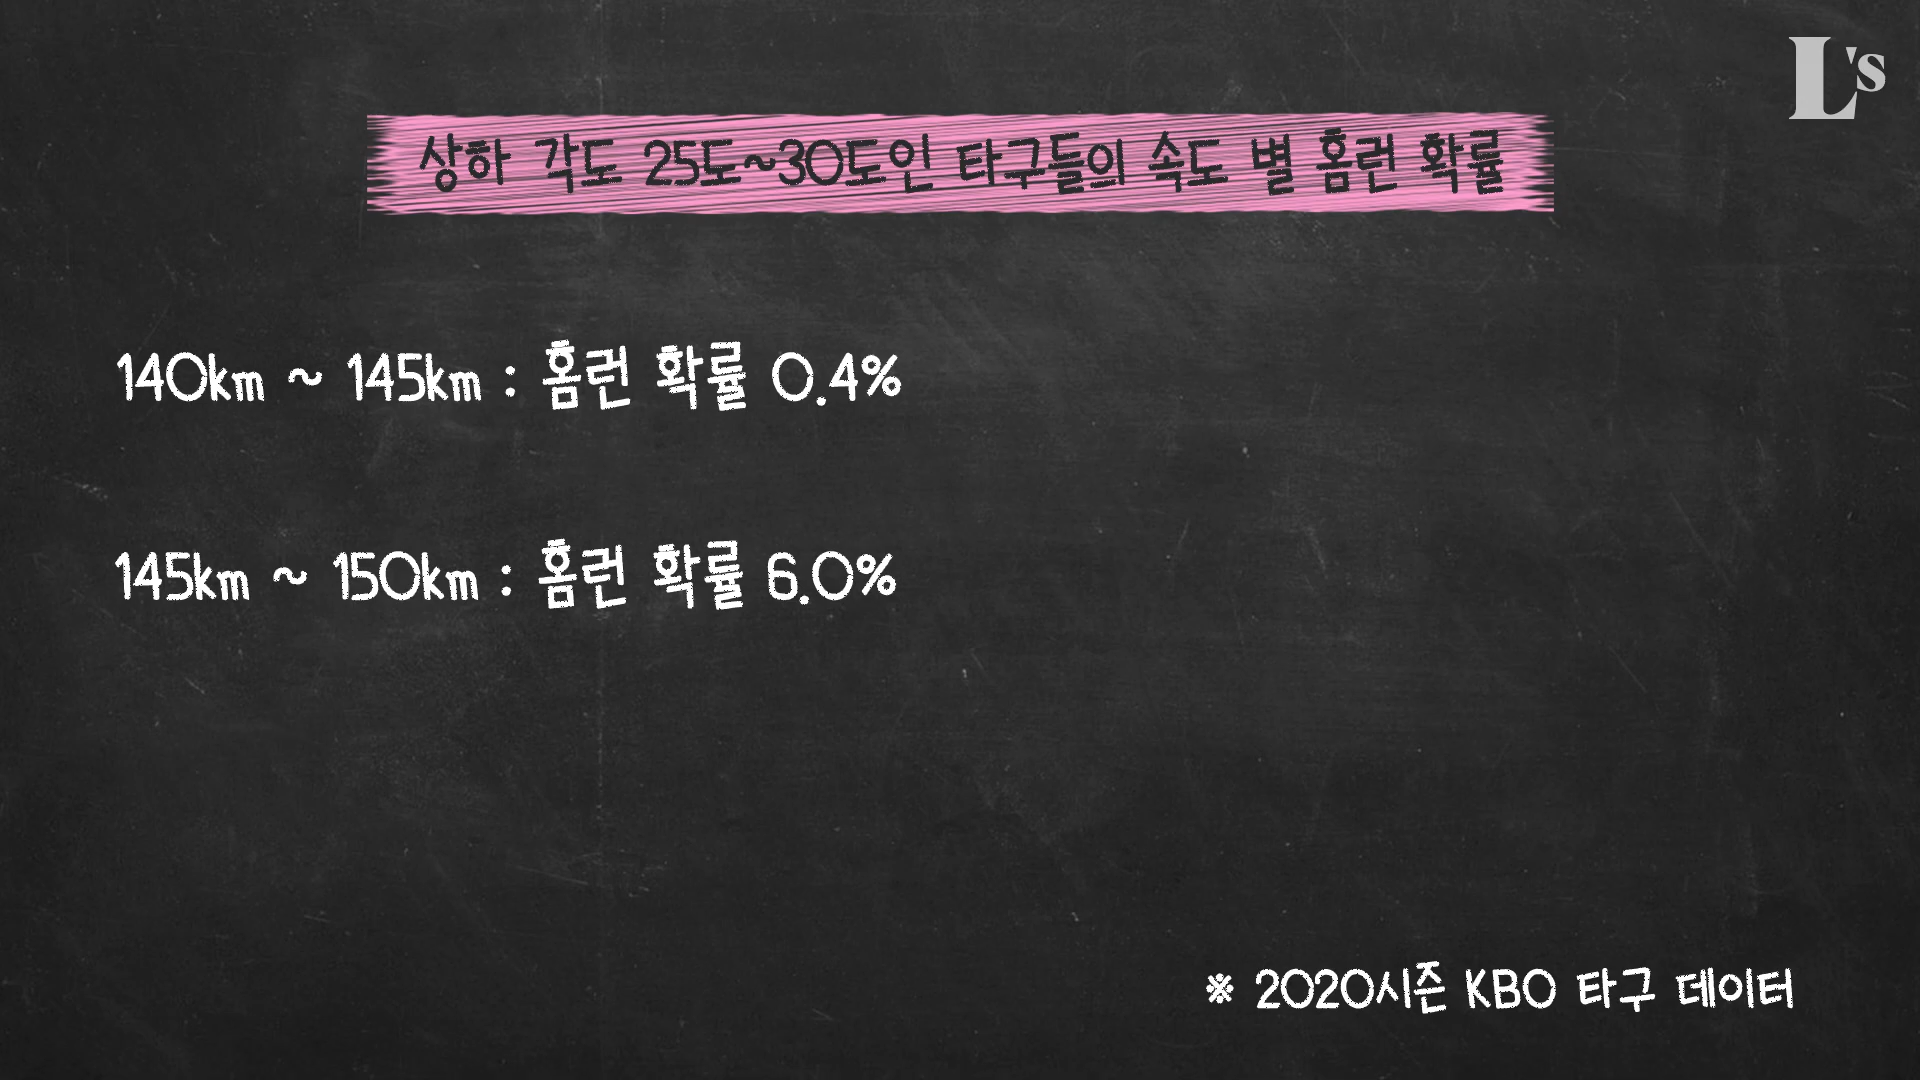 L's
상하 각도 25도~30도인 타구들의 속도 별 홈런 확률
140km ~ 145km : 홈런 확률 0.4%
145km ~ 150km : 홈런 확률 6.0%
※ 2020시즌 KBO 타구 데이터